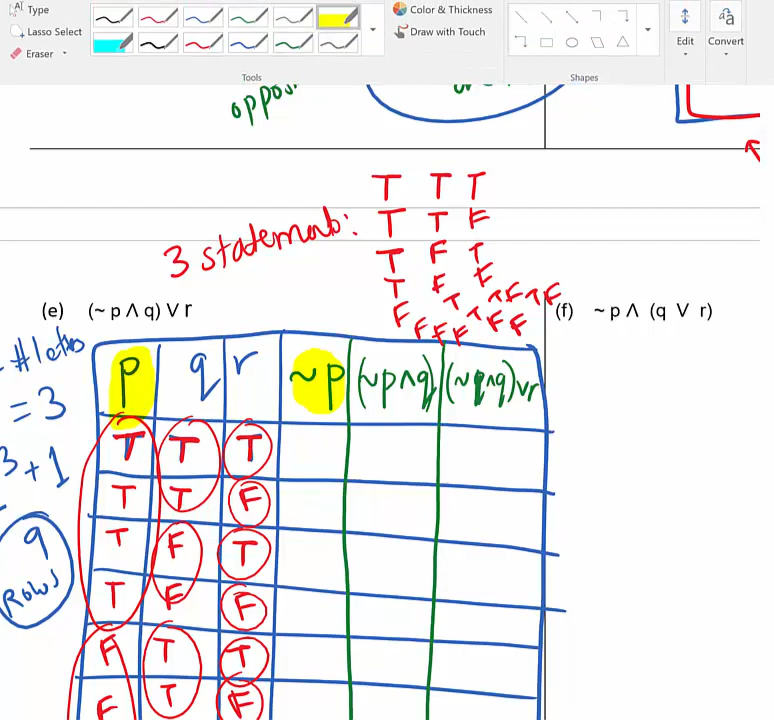 Type
Lasso Select
Eraser
Color & Thickness
Draw with Touch
Edit
Convert
Tools
Shapes
oppos
T T T
3 statements: T T F
T F T
T F F
F T T F T F
F F F T F F
(e) (~ p ∧ q) ∨ r
(f) ~ p ∧ (q ∨ r)
p q r ~p (~p∧q) (~p∧q)∨r
= 3
3 + 1
9
Rows
T T T
T T F
T F T
T F F
F T T
F T F